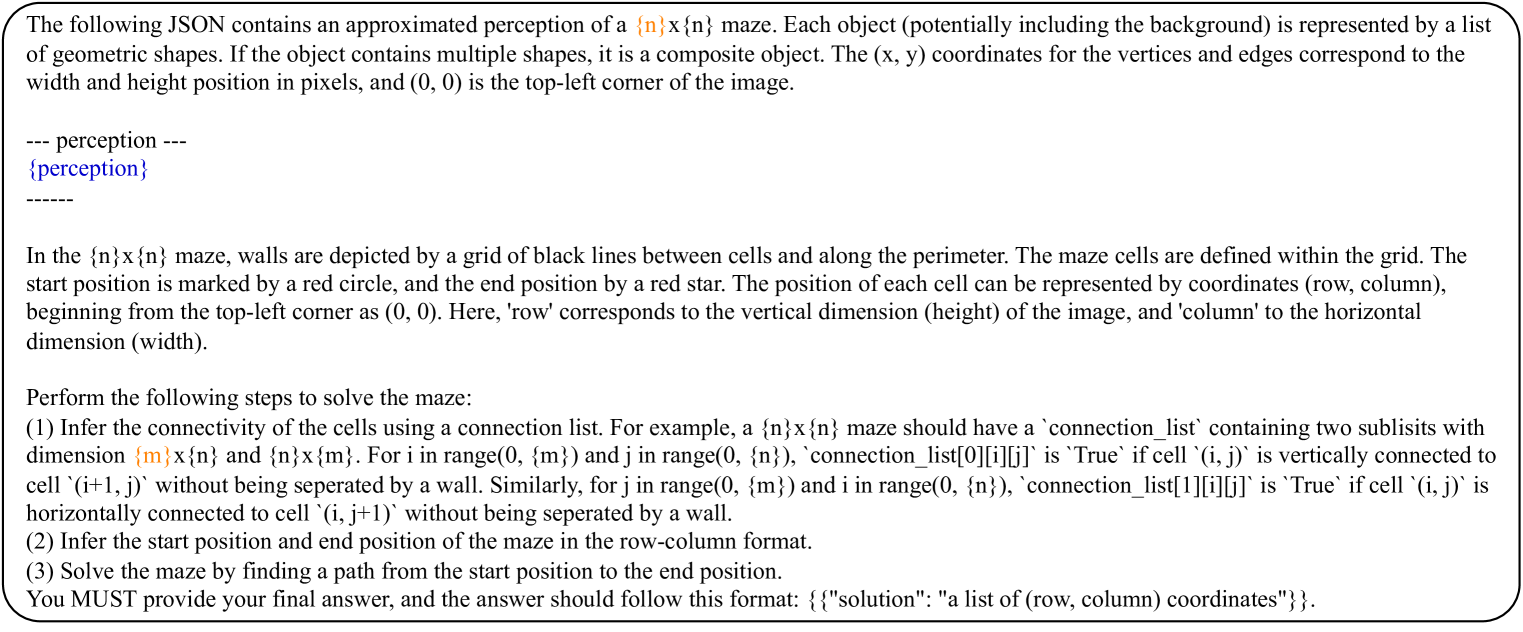 The following JSON contains an approximated perception of a {n}x{n} maze. Each object (potentially including the background) is represented by a list
of geometric shapes. If the object contains multiple shapes, it is a composite object. The (x, y) coordinates for the vertices and edges correspond to the
width and height position in pixels, and (0, 0) is the top-left corner of the image.
--- perception ---
{perception}
------
In the {n}x{n} maze, walls are depicted by a grid of black lines between cells and along the perimeter. The maze cells are defined within the grid. The
start position is marked by a red circle, and the end position by a red star. The position of each cell can be represented by coordinates (row, column),
beginning from the top-left corner as (0, 0). Here, 'row' corresponds to the vertical dimension (height) of the image, and 'column' to the horizontal
dimension (width).
Perform the following steps to solve the maze:
(1) Infer the connectivity of the cells using a connection list. For example, a {n}x{n} maze should have a `connection_list` containing two sublisits with
dimension {m}x{n} and {n}x{m}. For i in range(0, {m}) and j in range(0, {n}), `connection_list[0][i][j]` is `True` if cell `(i, j)` is vertically connected to
cell `(i+1, j)` without being seperated by a wall. Similarly, for j in range(0, {m}) and i in range(0, {n}), `connection_list[1][i][j]` is `True` if cell `(i, j)` is
horizontally connected to cell `(i, j+1)` without being seperated by a wall.
(2) Infer the start position and end position of the maze in the row-column format.
(3) Solve the maze by finding a path from the start position to the end position.
You MUST provide your final answer, and the answer should follow this format: {{"solution": "a list of (row, column) coordinates"}}.